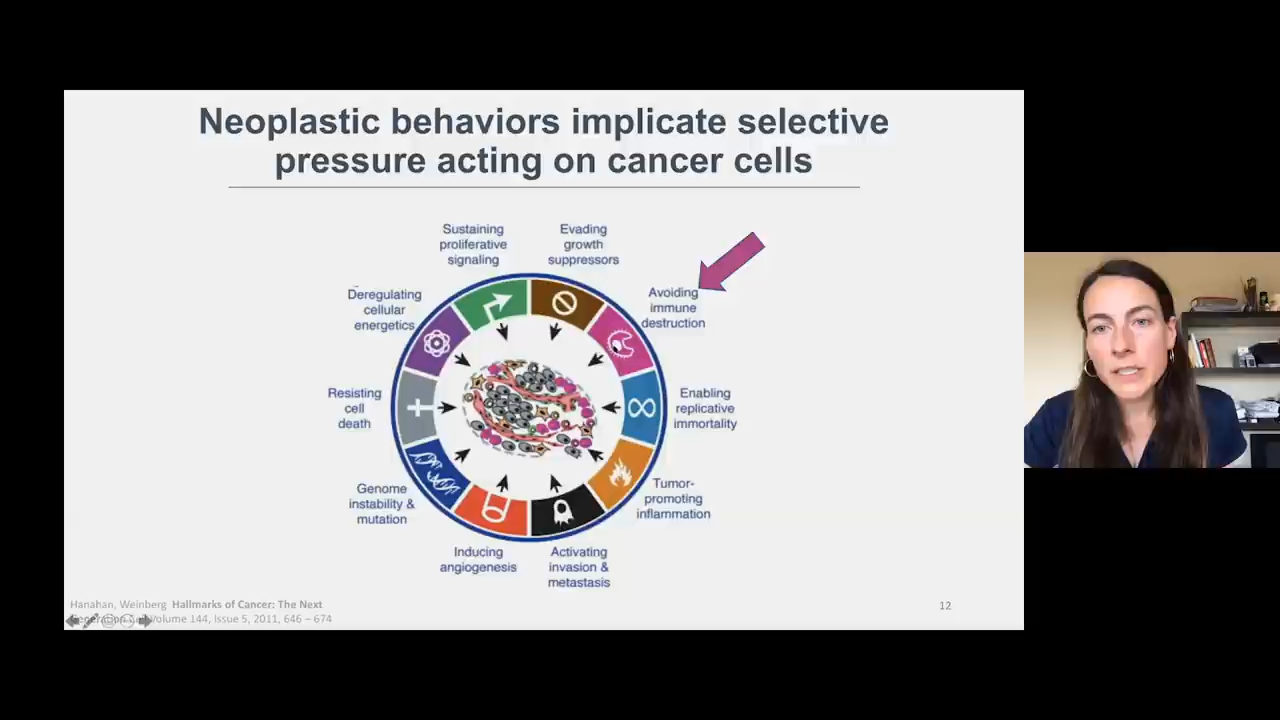 Neoplastic behaviors implicate selective
pressure acting on cancer cells
Sustaining
proliferative
signaling
Evading
growth
suppressors
Avoiding
immune
destruction
Deregulating
cellular
energetics
Resisting
cell
death
Enabling
replicative
immortality
Genome
instability &
mutation
Tumor-
promoting
inflammation
Inducing
angiogenesis
Activating
invasion &
metastasis
Hanahan, Weinberg Hallmarks of Cancer: The Next
Generation Cell Volume 144, Issue 5, 2011, 646 – 674
12